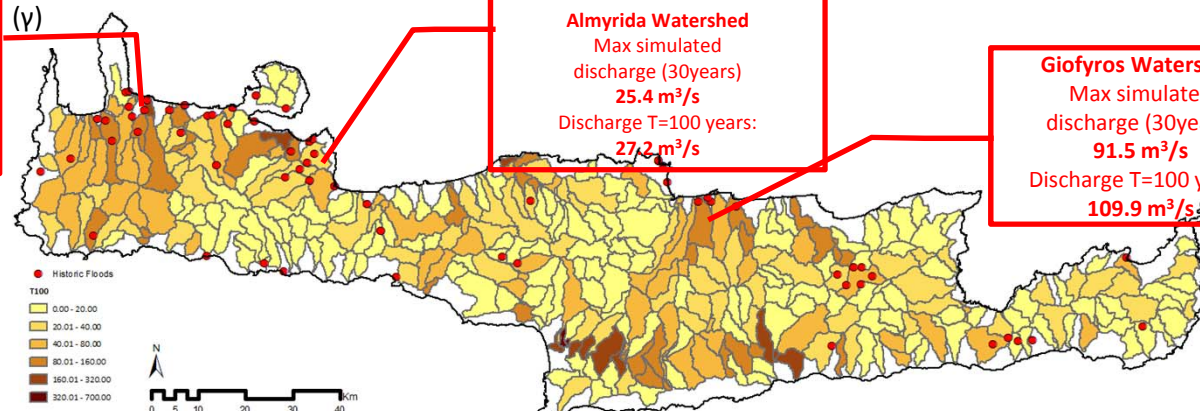 (γ)
Almyrida Watershed
Max simulated
discharge (30years)
25.4 m³/s
Discharge T=100 years:
27.2 m³/s
Giofyros Waters
Max simulate
discharge (30ye
91.5 m³/s
Discharge T=100 y
109.9 m³/s
Historic Floods
T100
0.00 - 20.00
20.01 - 40.00
40.01 - 80.00
80.01 - 160.00
160.01 - 320.00
320.01 - 700.00
N
Km
0 5 10 20 30 40